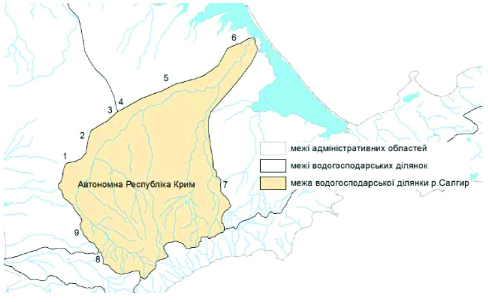 6
5
4
3
2
1
Автономна Республіка Крим
7
9
8
межі адміністративних областей
межі водогосподарських ділянок
межа водогосподарської ділянки р.Салгир